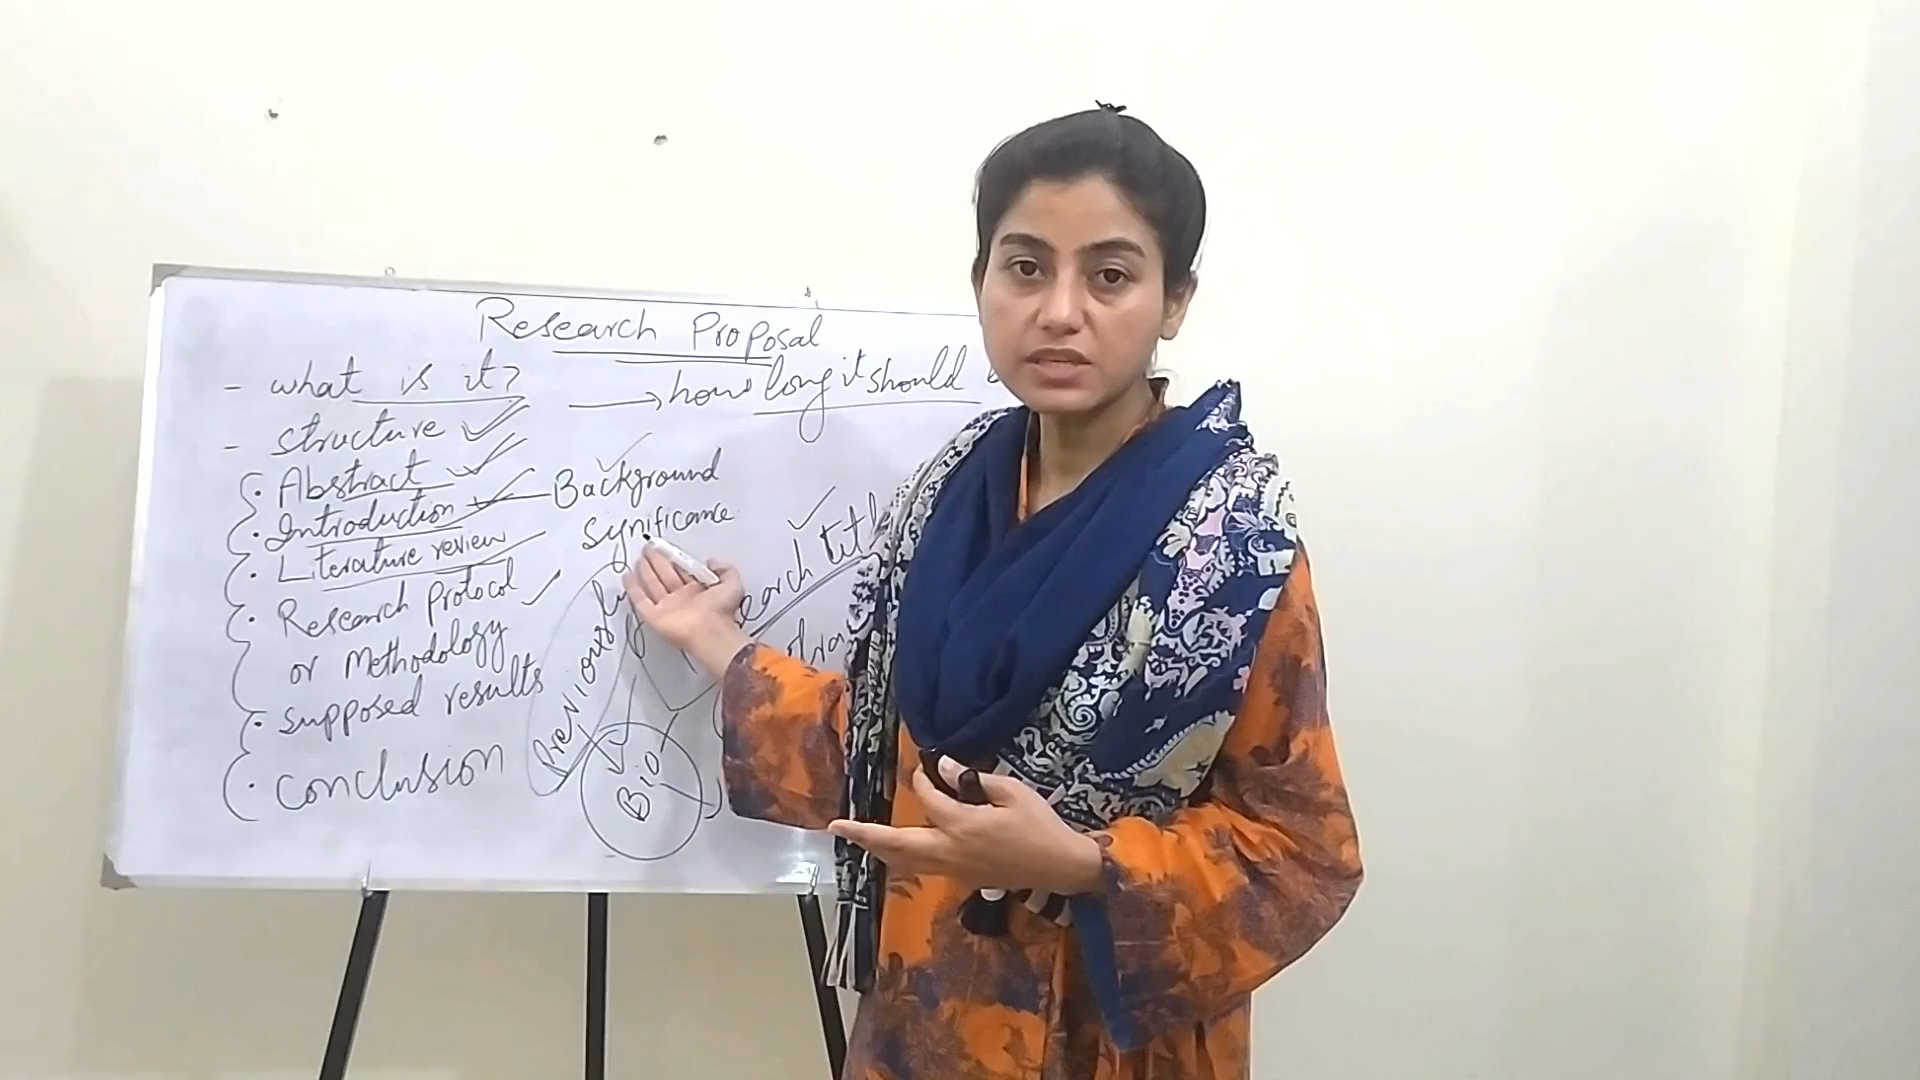 Research Proposal
- what is it?
→ how long it should
- structure
. Abstract
. Introduction - Background
significance
. Literature review
. Research protocol
or Methodology
. supposed results
. conclusion
Previously
Bio